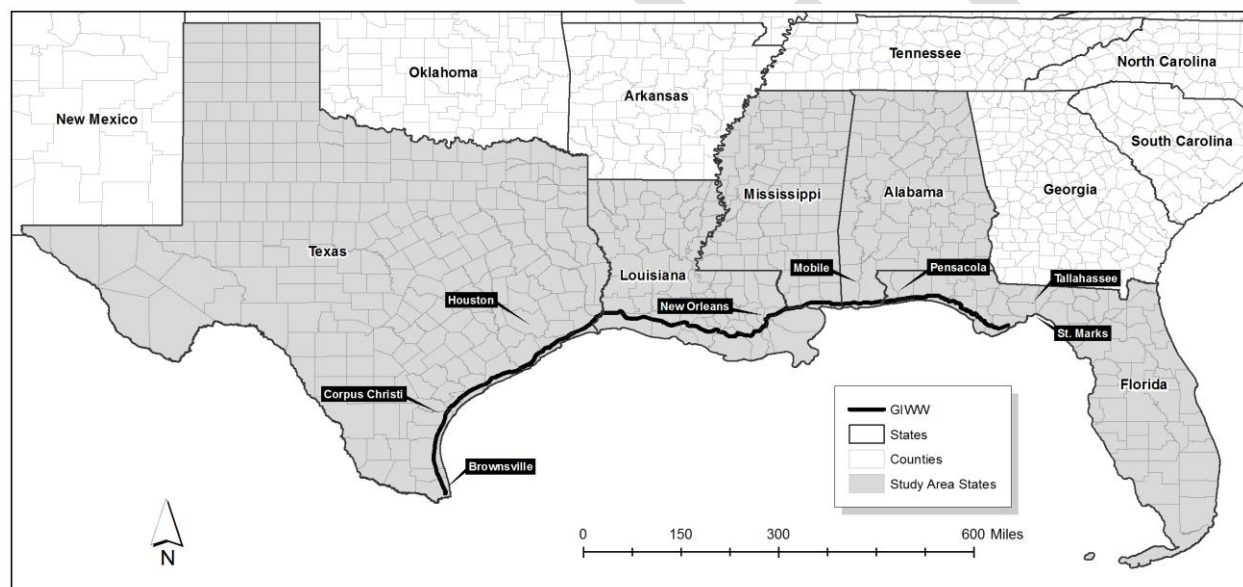 Tennessee
North Carolina
Oklahoma
Arkansas
New Mexico
South Carolina
Mississippi
Alabama
Georgia
Texas
Louisiana
Mobile
Pensacola
Tallahassee
Houston
New Orleans
St. Marks
Florida
Corpus Christi
Brownsville
GIWW
States
Counties
Study Area States
N
0 150 300 600 Miles